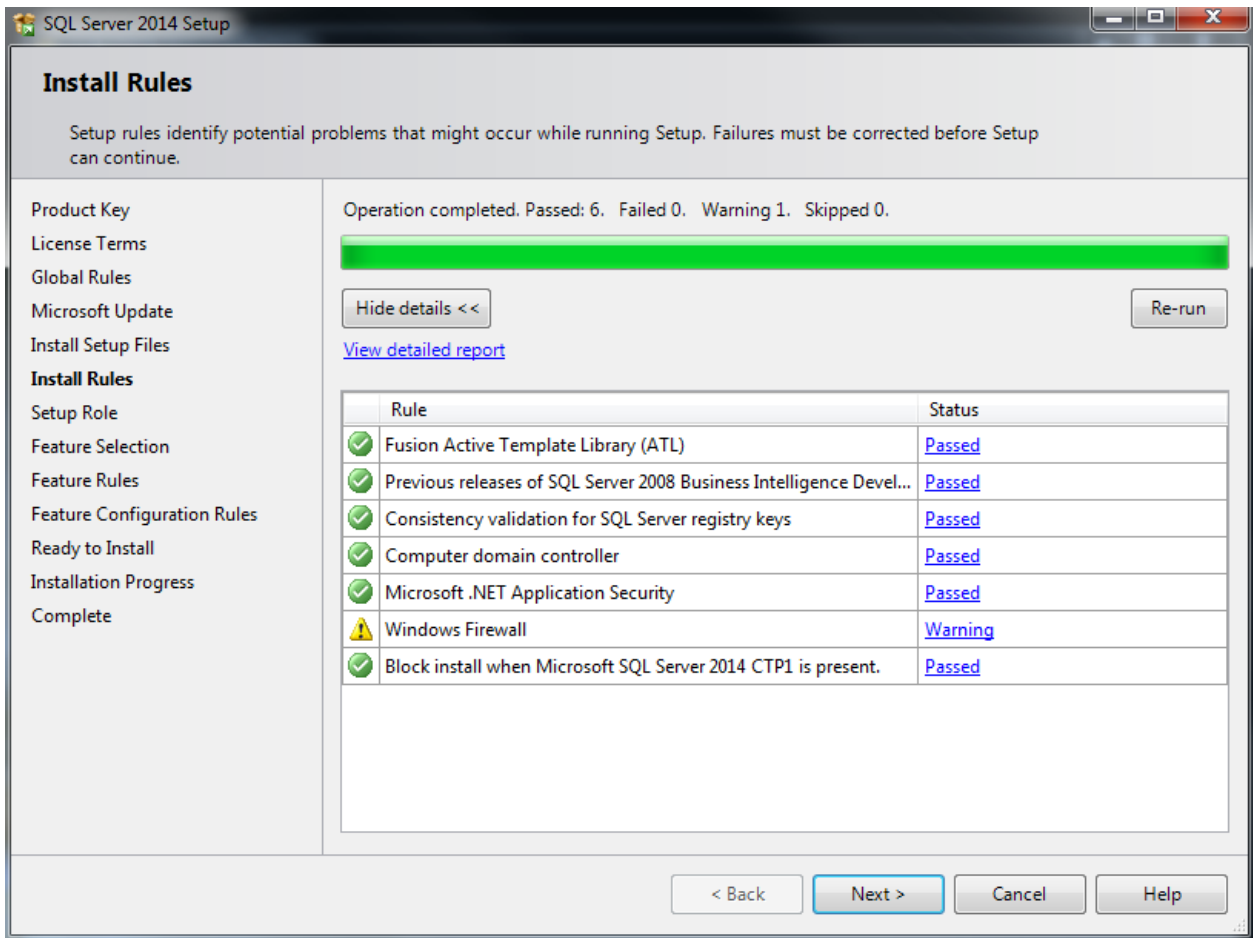 SQL Server 2014 Setup
Install Rules
Setup rules identify potential problems that might occur while running Setup. Failures must be corrected before Setup
can continue.
Product Key
License Terms
Global Rules
Microsoft Update
Install Setup Files
Install Rules
Setup Role
Feature Selection
Feature Rules
Feature Configuration Rules
Ready to Install
Installation Progress
Complete
Operation completed. Passed: 6. Failed 0. Warning 1. Skipped 0.
Hide details <<
Re-run
View detailed report
Rule Status
Fusion Active Template Library (ATL) Passed
Previous releases of SQL Server 2008 Business Intelligence Devel... Passed
Consistency validation for SQL Server registry keys Passed
Computer domain controller Passed
Microsoft .NET Application Security Passed
Windows Firewall Warning
Block install when Microsoft SQL Server 2014 CTP1 is present. Passed
< Back Next > Cancel Help